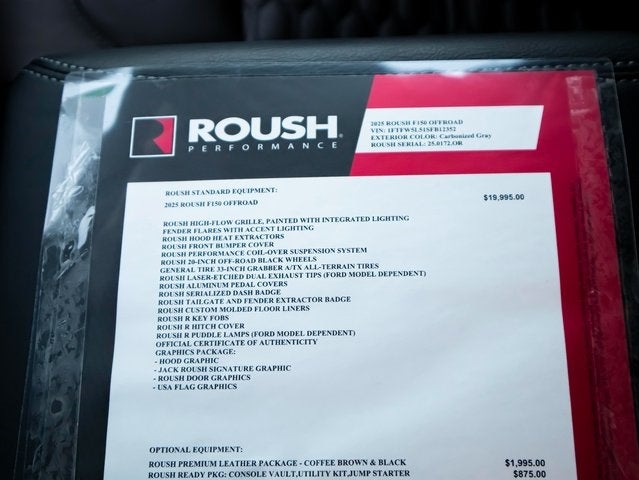 ROUSH
PERFORMANCE
2025 ROUSH F150 OFFROAD
VIN: 1FTFW5L51SFB12352
EXTERIOR COLOR: Carbonized Gray
ROUSH SERIAL: 25.0172.OR
ROUSH STANDARD EQUIPMENT:
2025 ROUSH F150 OFFROAD $19,995.00
ROUSH HIGH-FLOW GRILLE, PAINTED WITH INTEGRATED LIGHTING
FENDER FLARES WITH ACCENT LIGHTING
ROUSH HOOD HEAT EXTRACTORS
ROUSH FRONT BUMPER COVER
ROUSH PERFORMANCE COIL-OVER SUSPENSION SYSTEM
ROUSH 20-INCH OFF-ROAD BLACK WHEELS
GENERAL TIRE 33-INCH GRABBER A/TX ALL-TERRAIN TIRES
ROUSH LASER-ETCHED DUAL EXHAUST TIPS (FORD MODEL DEPENDENT)
ROUSH ALUMINUM PEDAL COVERS
ROUSH SERIALIZED DASH BADGE
ROUSH TAILGATE AND FENDER EXTRACTOR BADGE
ROUSH CUSTOM MOLDED FLOOR LINERS
ROUSH R KEY FOBS
ROUSH R HITCH COVER
ROUSH R PUDDLE LAMPS (FORD MODEL DEPENDENT)
OFFICIAL CERTIFICATE OF AUTHENTICITY
GRAPHICS PACKAGE:
- HOOD GRAPHIC
- JACK ROUSH SIGNATURE GRAPHIC
- ROUSH DOOR GRAPHICS
- USA FLAG GRAPHICS
OPTIONAL EQUIPMENT:
ROUSH PREMIUM LEATHER PACKAGE - COFFEE BROWN & BLACK $1,995.00
ROUSH READY PKG: CONSOLE VAULT,UTILITY KIT,JUMP STARTER $875.00